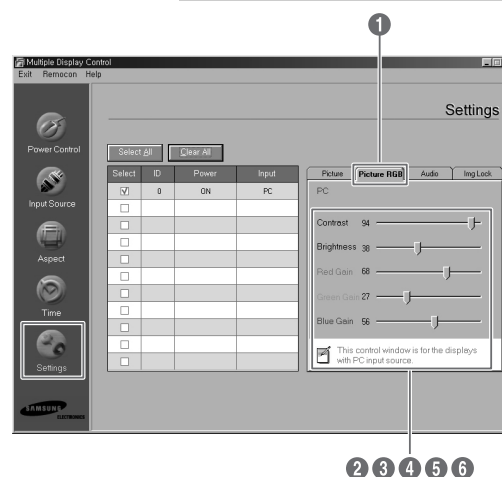 1
Multiple Display Control
Exit Remocon Help
Settings
Power Control
Input Source
Aspect
Time
Settings
SAMSUNG
ELECTRONICS
Select All Clear All
Select ID Power Input
0 ON PC
Picture Picture RGB Audio Img Lock
PC
Contrast 94
Brightness 38
Red Gain 68
Green Gain 27
Blue Gain 56
This control window is for the displays
with PC input source.
2 3 4 5 6